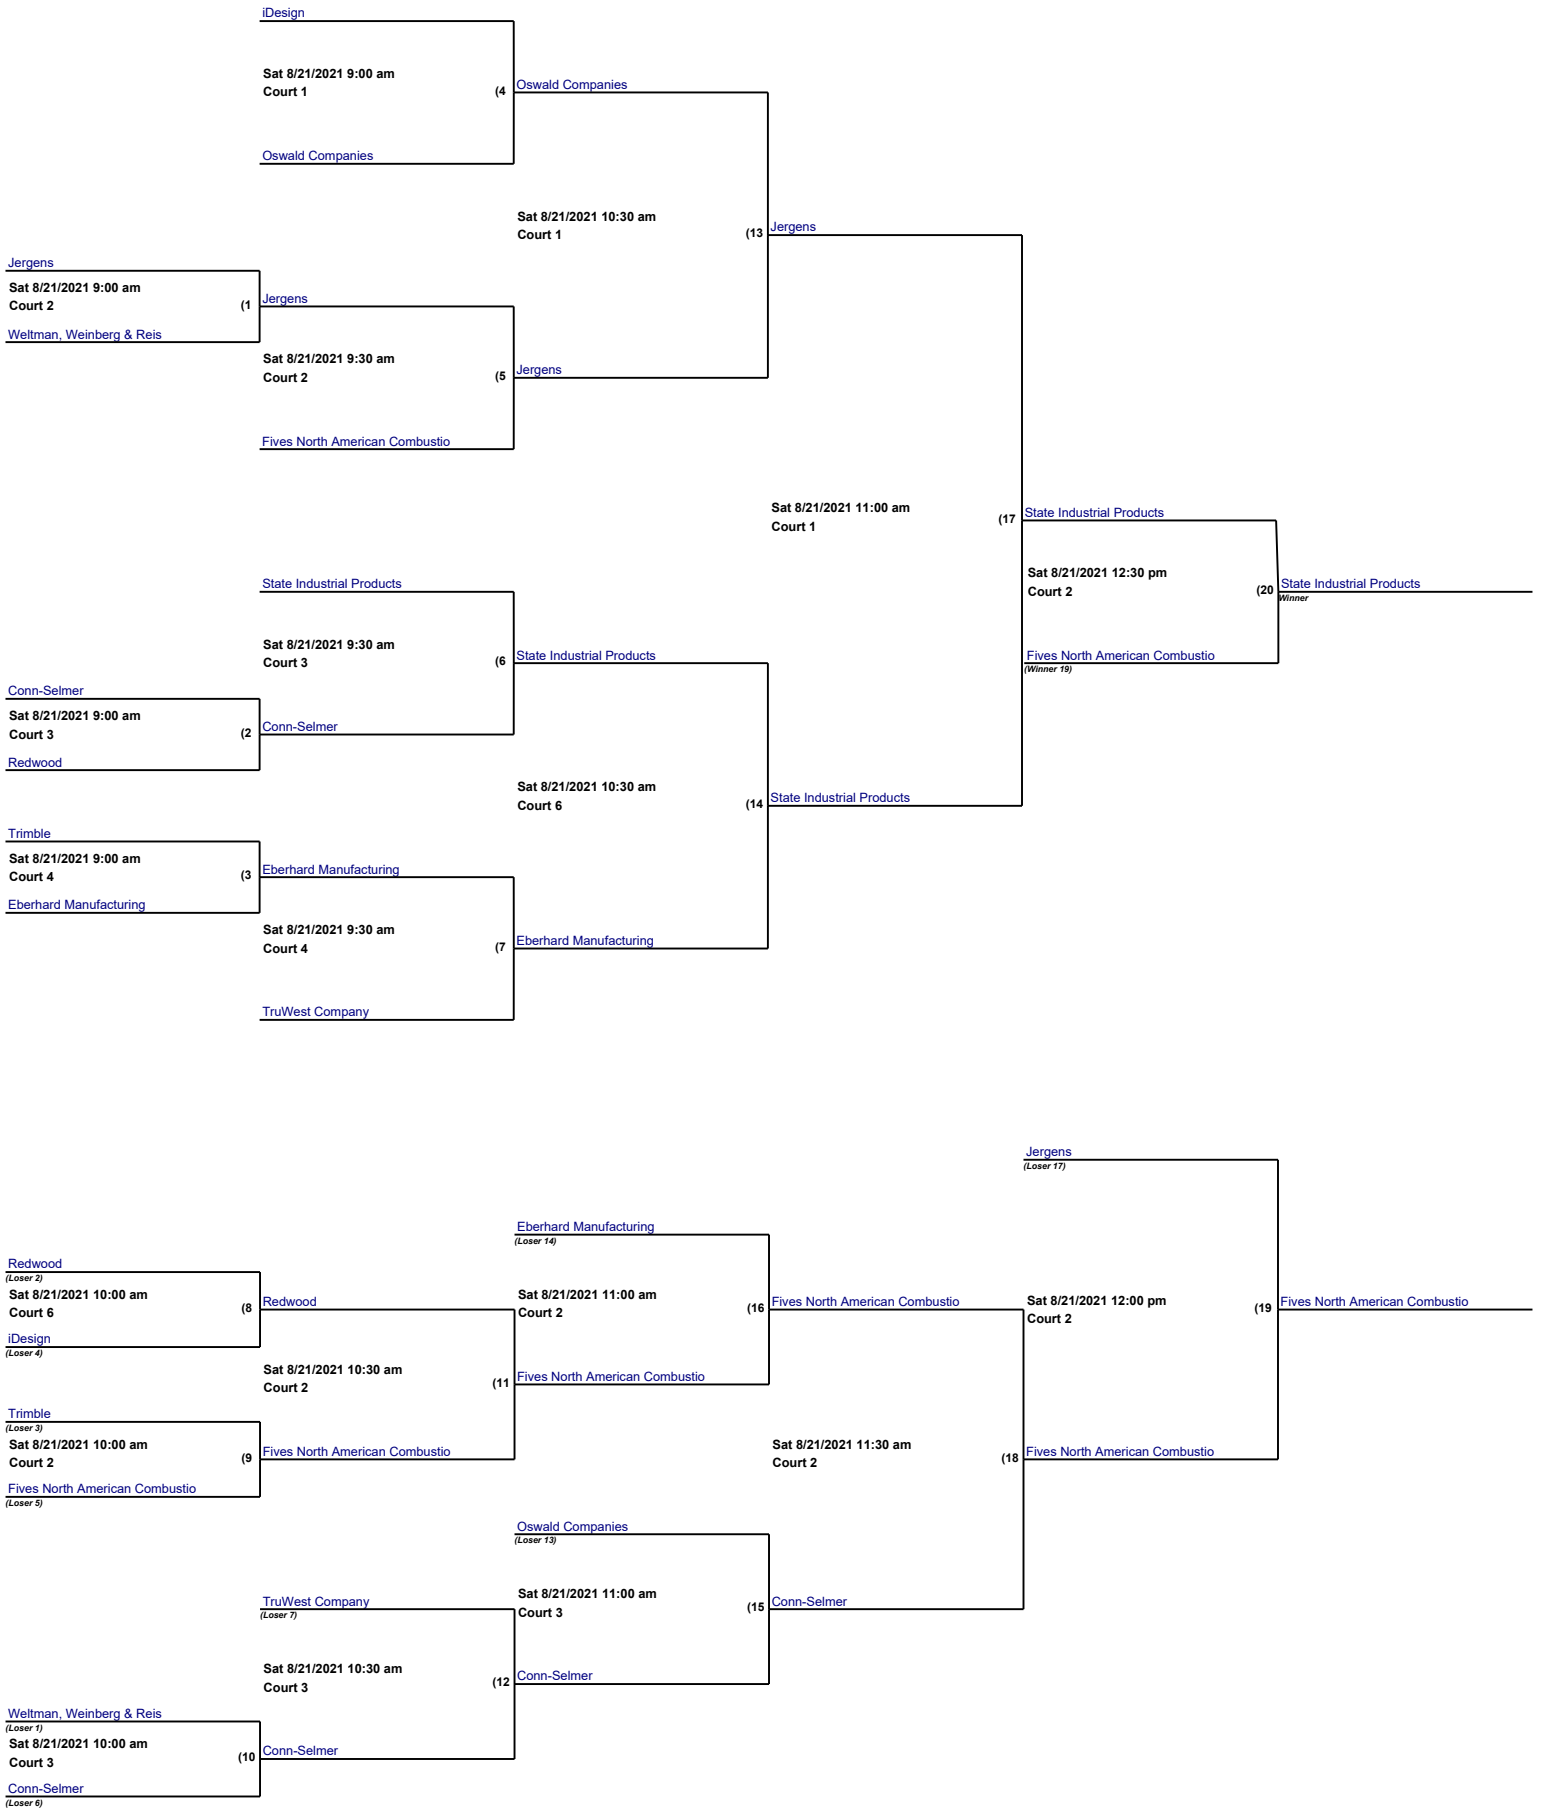 iDesign
Sat 8/21/2021 9:00 am
Court 1
(4
Oswald Companies
Oswald Companies
Sat 8/21/2021 10:30 am
Court 1
(13
Jergens
Jergens
Sat 8/21/2021 9:00 am
Court 2
(1
Jergens
Weltman, Weinberg & Reis
Sat 8/21/2021 9:30 am
Court 2
(5
Jergens
Fives North American Combustio
Sat 8/21/2021 11:00 am
Court 1
(17
State Industrial Products
State Industrial Products
Sat 8/21/2021 12:30 pm
Court 2
(20
State Industrial Products
Winner
Sat 8/21/2021 9:30 am
Court 3
(6
State Industrial Products
Fives North American Combustio
(Winner 19)
Conn-Selmer
Sat 8/21/2021 9:00 am
Court 3
(2
Conn-Selmer
Redwood
Sat 8/21/2021 10:30 am
Court 6
(14
State Industrial Products
Trimble
Sat 8/21/2021 9:00 am
Court 4
(3
Eberhard Manufacturing
Eberhard Manufacturing
Sat 8/21/2021 9:30 am
Court 4
(7
Eberhard Manufacturing
TruWest Company
Jergens
(Loser 17)
Eberhard Manufacturing
(Loser 14)
Redwood
(Loser 2)
Sat 8/21/2021 10:00 am
Court 6
(8
Redwood
Sat 8/21/2021 11:00 am
Court 2
(16
Fives North American Combustio
Sat 8/21/2021 12:00 pm
Court 2
(19
Fives North American Combustio
iDesign
(Loser 4)
Sat 8/21/2021 10:30 am
Court 2
(11
Fives North American Combustio
Trimble
(Loser 3)
Sat 8/21/2021 10:00 am
Court 2
(9
Fives North American Combustio
Sat 8/21/2021 11:30 am
Court 2
(18
Fives North American Combustio
Fives North American Combustio
(Loser 5)
Oswald Companies
(Loser 13)
TruWest Company
(Loser 7)
Sat 8/21/2021 11:00 am
Court 3
(15
Conn-Selmer
Sat 8/21/2021 10:30 am
Court 3
(12
Conn-Selmer
Weltman, Weinberg & Reis
(Loser 1)
Sat 8/21/2021 10:00 am
Court 3
(10
Conn-Selmer
Conn-Selmer
(Loser 6)